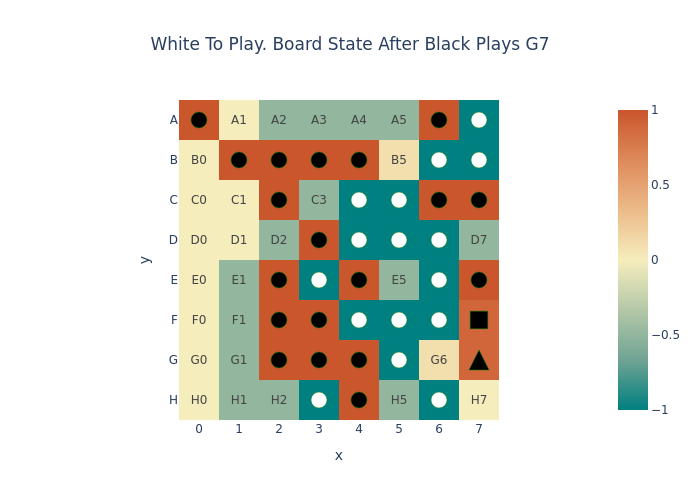 White To Play. Board State After Black Plays G7
A A1 A2 A3 A4 A5 1
B B0 B5
C C0 C1 C3 0.5
D D0 D1 D2 D7
y
0
E E0 E1 E5
F F0 F1 −0.5
G G0 G1 G6
H H0 H1 H2 H5 H7 −1
0 1 2 3 4 5 6 7
x